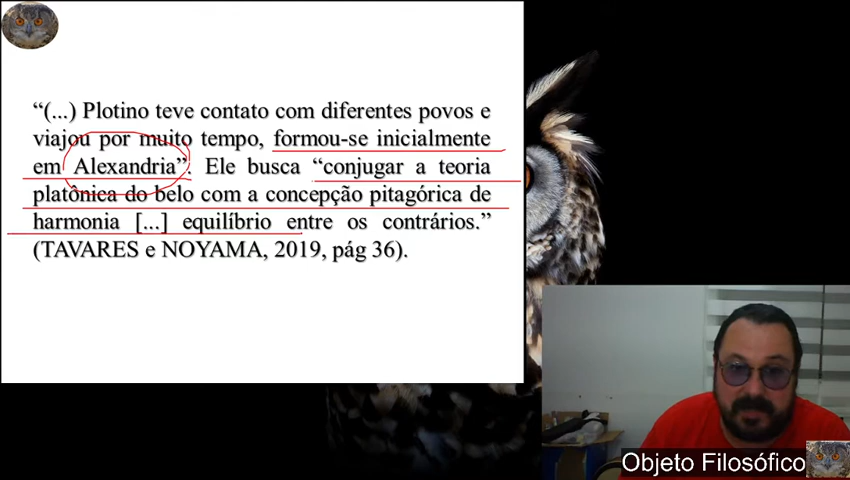 “(...) Plotino teve contato com diferentes povos e
viajou por muito tempo, formou-se inicialmente
em Alexandria”. Ele busca “conjugar a teoria
platônica do belo com a concepção pitagórica de
harmonia [...] equilíbrio entre os contrários.”
(TAVARES e NOYAMA, 2019, pág 36).
Objeto Filosófico